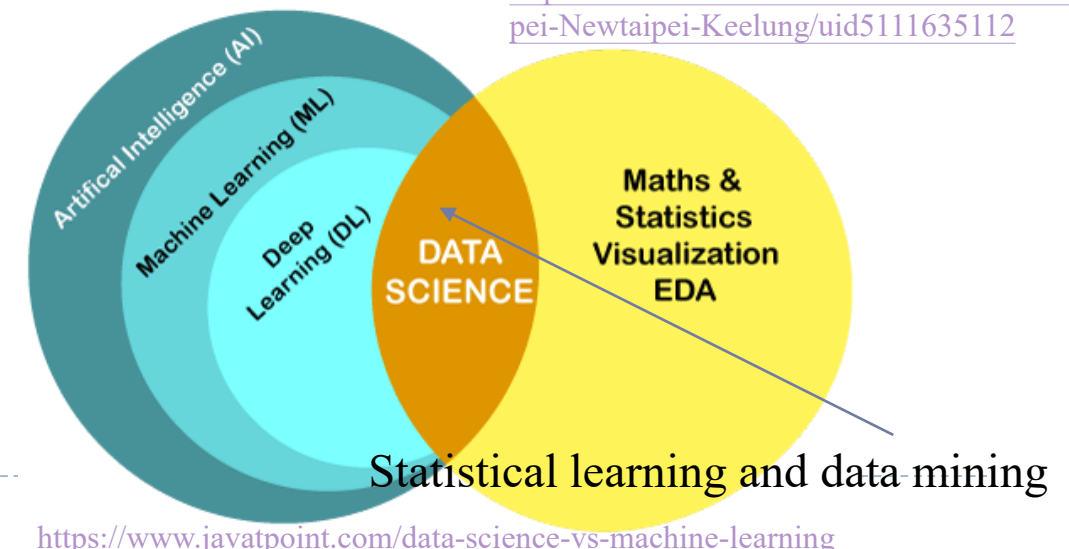 pei-Newtaipei-Keelung/uid5111635112
Artifical Intelligence (AI)
Machine Learning (ML)
Deep
Learning (DL)
DATA
SCIENCE
Maths &
Statistics
Visualization
EDA
Statistical learning and data mining
https://www.javatpoint.com/data-science-vs-machine-learning